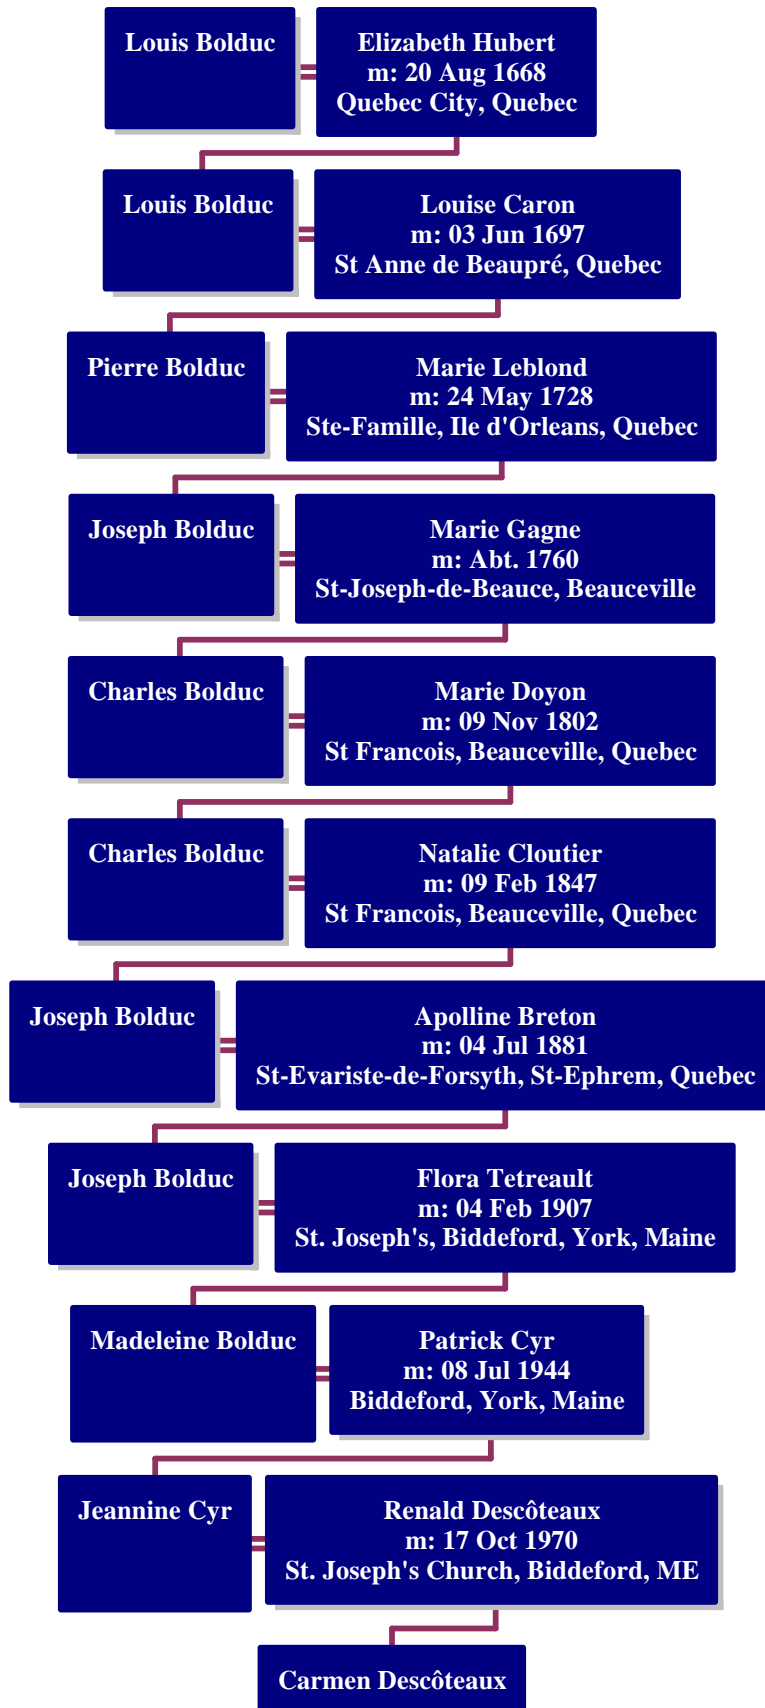 Louis Bolduc
Elizabeth Hubert
m: 20 Aug 1668
Quebec City, Quebec
Louis Bolduc
Louise Caron
m: 03 Jun 1697
St Anne de Beaupré, Quebec
Pierre Bolduc
Marie Leblond
m: 24 May 1728
Ste-Famille, Ile d'Orleans, Quebec
Joseph Bolduc
Marie Gagne
m: Abt. 1760
St-Joseph-de-Beauce, Beauceville
Charles Bolduc
Marie Doyon
m: 09 Nov 1802
St Francois, Beauceville, Quebec
Charles Bolduc
Natalie Cloutier
m: 09 Feb 1847
St Francois, Beauceville, Quebec
Joseph Bolduc
Apolline Breton
m: 04 Jul 1881
St-Evariste-de-Forsyth, St-Ephrem, Quebec
Joseph Bolduc
Flora Tetreault
m: 04 Feb 1907
St. Joseph's, Biddeford, York, Maine
Madeleine Bolduc
Patrick Cyr
m: 08 Jul 1944
Biddeford, York, Maine
Jeannine Cyr
Renald Descôteaux
m: 17 Oct 1970
St. Joseph's Church, Biddeford, ME
Carmen Descôteaux